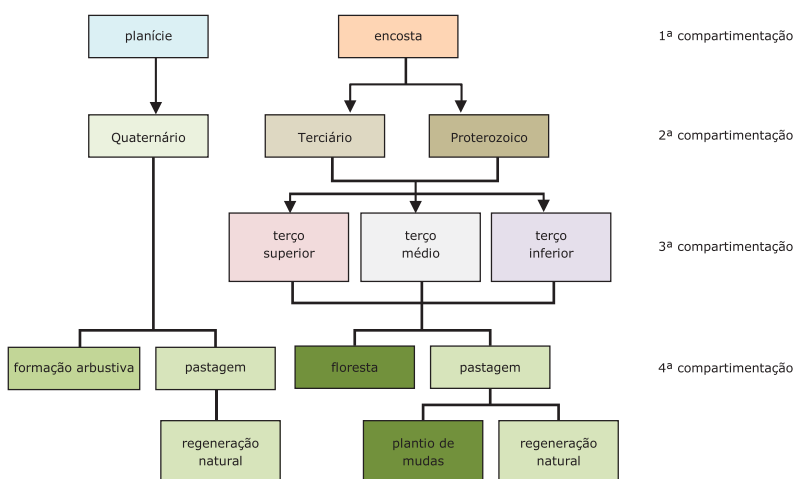 planície
encosta
1ª compartimentação
Quaternário
Terciário
Proterozoico
2ª compartimentação
terço
superior
terço
médio
terço
inferior
3ª compartimentação
formação arbustiva
pastagem
floresta
pastagem
4ª compartimentação
regeneração
natural
plantio de
mudas
regeneração
natural